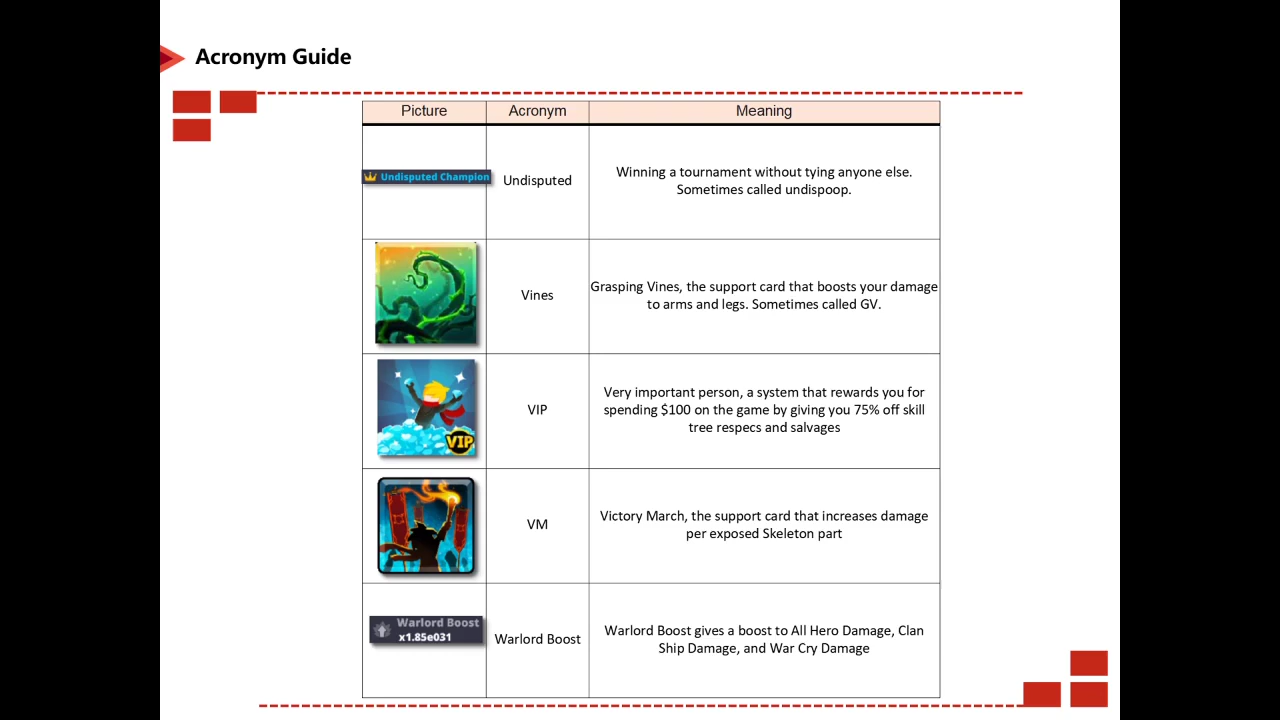 Acronym Guide
Picture Acronym Meaning
Undisputed Champion
Undisputed
Winning a tournament without tying anyone else.
Sometimes called undispoop.
Vines
Grasping Vines, the support card that boosts your damage
to arms and legs. Sometimes called GV.
VIP
VIP
Very important person, a system that rewards you for
spending $100 on the game by giving you 75% off skill
tree respecs and salvages
VM
Victory March, the support card that increases damage
per exposed Skeleton part
Warlord Boost
x1.85e031
Warlord Boost
Warlord Boost gives a boost to All Hero Damage, Clan
Ship Damage, and War Cry Damage